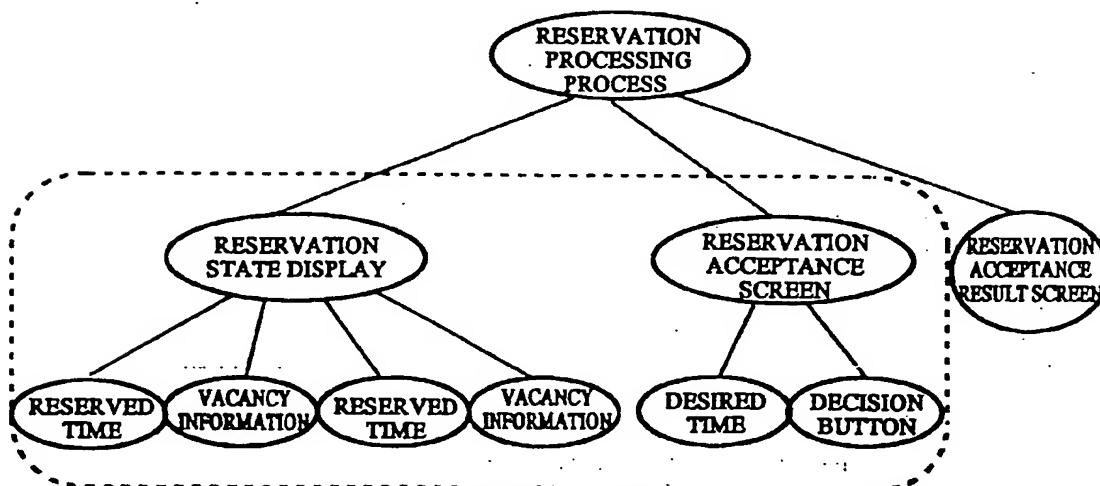 RESERVATION
PROCESSING
PROCESS
RESERVATION
STATE DISPLAY
RESERVATION
ACCEPTANCE
SCREEN
RESERVATION
ACCEPTANCE
RESULT SCREEN
RESERVED
TIME
VACANCY
INFORMATION
RESERVED
TIME
VACANCY
INFORMATION
DESIRED
TIME
DECISION
BUTTON